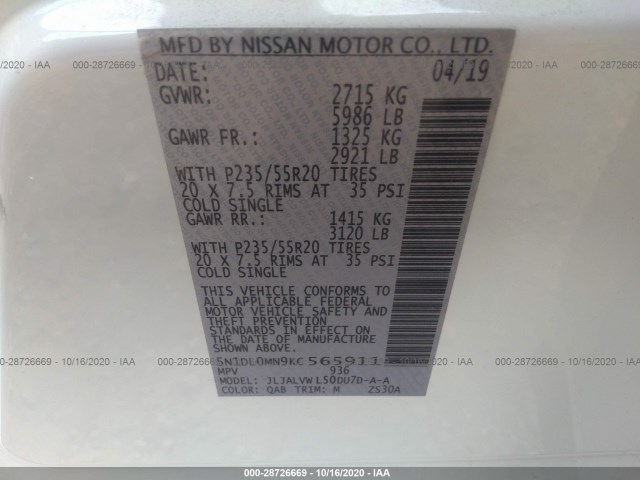 10/16/2020 - IAA 000-28726669 - 10/16/2020 - IAA 000-28726669 - 10/16/2020 - IAA 000-28726669 - 10/16
MFD BY NISSAN MOTOR CO., LTD.
DATE: 04/19
GVWR: 2715 KG
5986 LB
GAWR FR.: 1325 KG
2921 LB
WITH P235/55R20 TIRES
20 X 7.5 RIMS AT 35 PSI
COLD SINGLE
GAWR RR.: 1415 KG
3120 LB
WITH P235/55R20 TIRES
20 X 7.5 RIMS AT 35 PSI
COLD SINGLE
THIS VEHICLE CONFORMS TO
ALL APPLICABLE FEDERAL
MOTOR VEHICLE SAFETY AND
THEFT PREVENTION
STANDARDS IN EFFECT ON
THE DATE OF MANUFACTURE
SHOWN ABOVE.
5N1DL0MN9KC565911
MPV 936
MODEL: JLJALVWL50DU7D-A-A
COLOR: QAB TRIM: M ZS30A
000-28726669 - 10/16/2020 - IAA